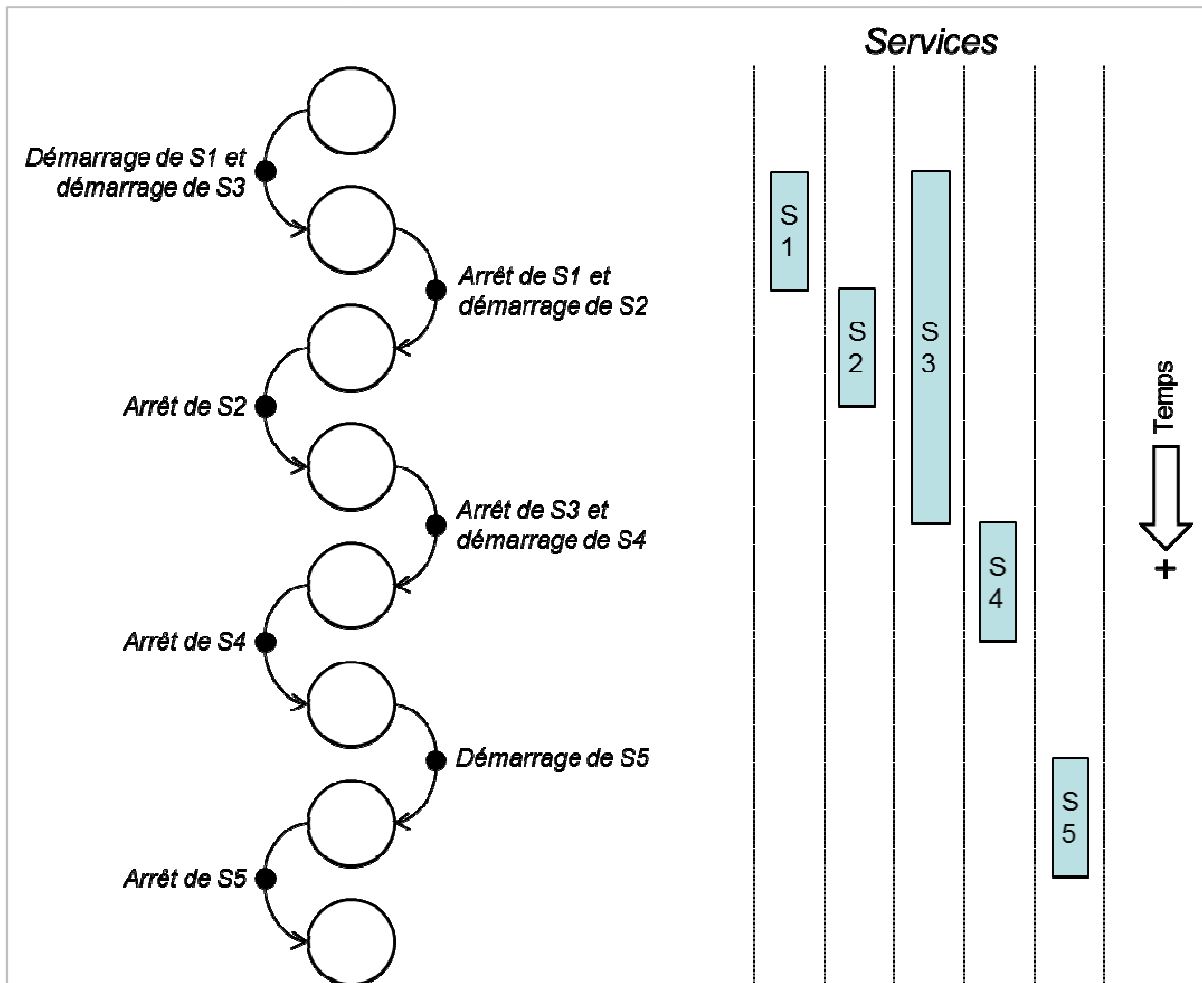 Services
Démarrage de S1 et
démarrage de S3
S
1
Arrêt de S1 et
démarrage de S2
S
2
S
3
Arrêt de S2
Temps
Arrêt de S3 et
démarrage de S4
+
S
4
Arrêt de S4
Démarrage de S5
S
5
Arrêt de S5